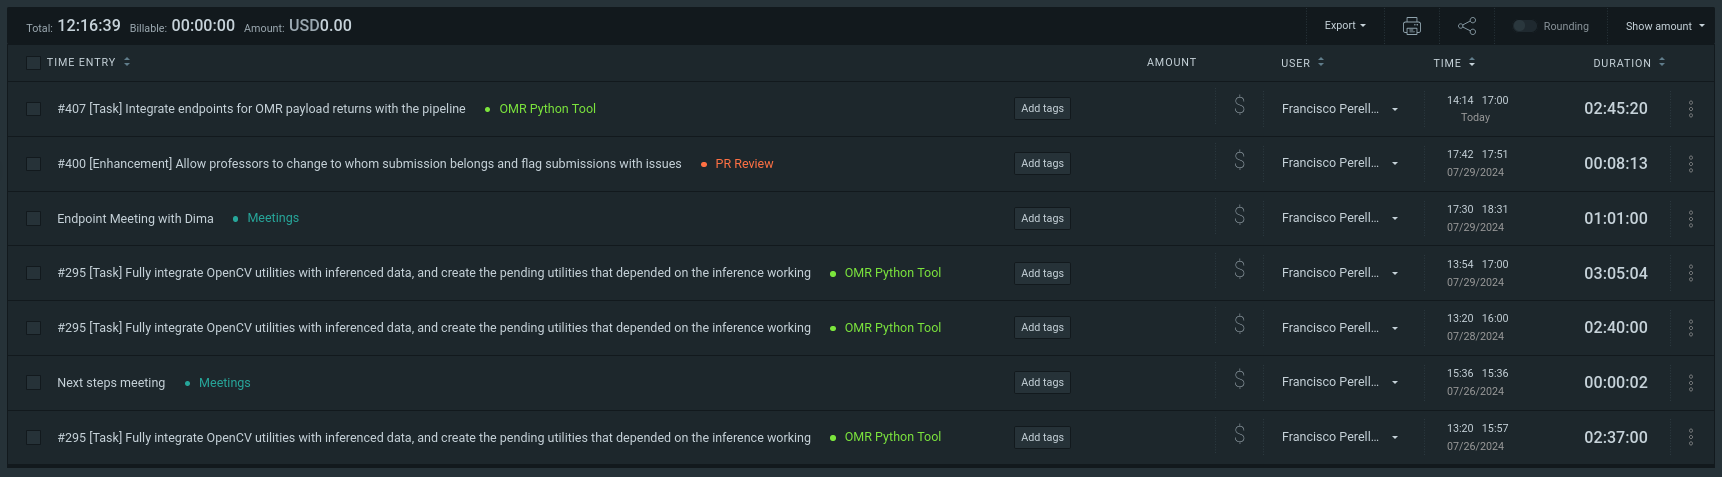 Total: 12:16:39 Billable: 00:00:00 Amount: USD0.00 Export Rounding Show amount
TIME ENTRY AMOUNT USER TIME DURATION
#407 [Task] Integrate endpoints for OMR payload returns with the pipeline • OMR Python Tool Add tags $ Francisco Perell... 14:14 17:00 02:45:20
Today
#400 [Enhancement] Allow professors to change to whom submission belongs and flag submissions with issues • PR Review Add tags $ Francisco Perell... 17:42 17:51 00:08:13
07/29/2024
Endpoint Meeting with Dima • Meetings Add tags $ Francisco Perell... 17:30 18:31 01:01:00
07/29/2024
#295 [Task] Fully integrate OpenCV utilities with inferenced data, and create the pending utilities that depended on the inference working • OMR Python Tool Add tags $ Francisco Perell... 13:54 17:00 03:05:04
07/29/2024
#295 [Task] Fully integrate OpenCV utilities with inferenced data, and create the pending utilities that depended on the inference working • OMR Python Tool Add tags $ Francisco Perell... 13:20 16:00 02:40:00
07/28/2024
Next steps meeting • Meetings Add tags $ Francisco Perell... 15:36 15:36 00:00:02
07/26/2024
#295 [Task] Fully integrate OpenCV utilities with inferenced data, and create the pending utilities that depended on the inference working • OMR Python Tool Add tags $ Francisco Perell... 13:20 15:57 02:37:00
07/26/2024